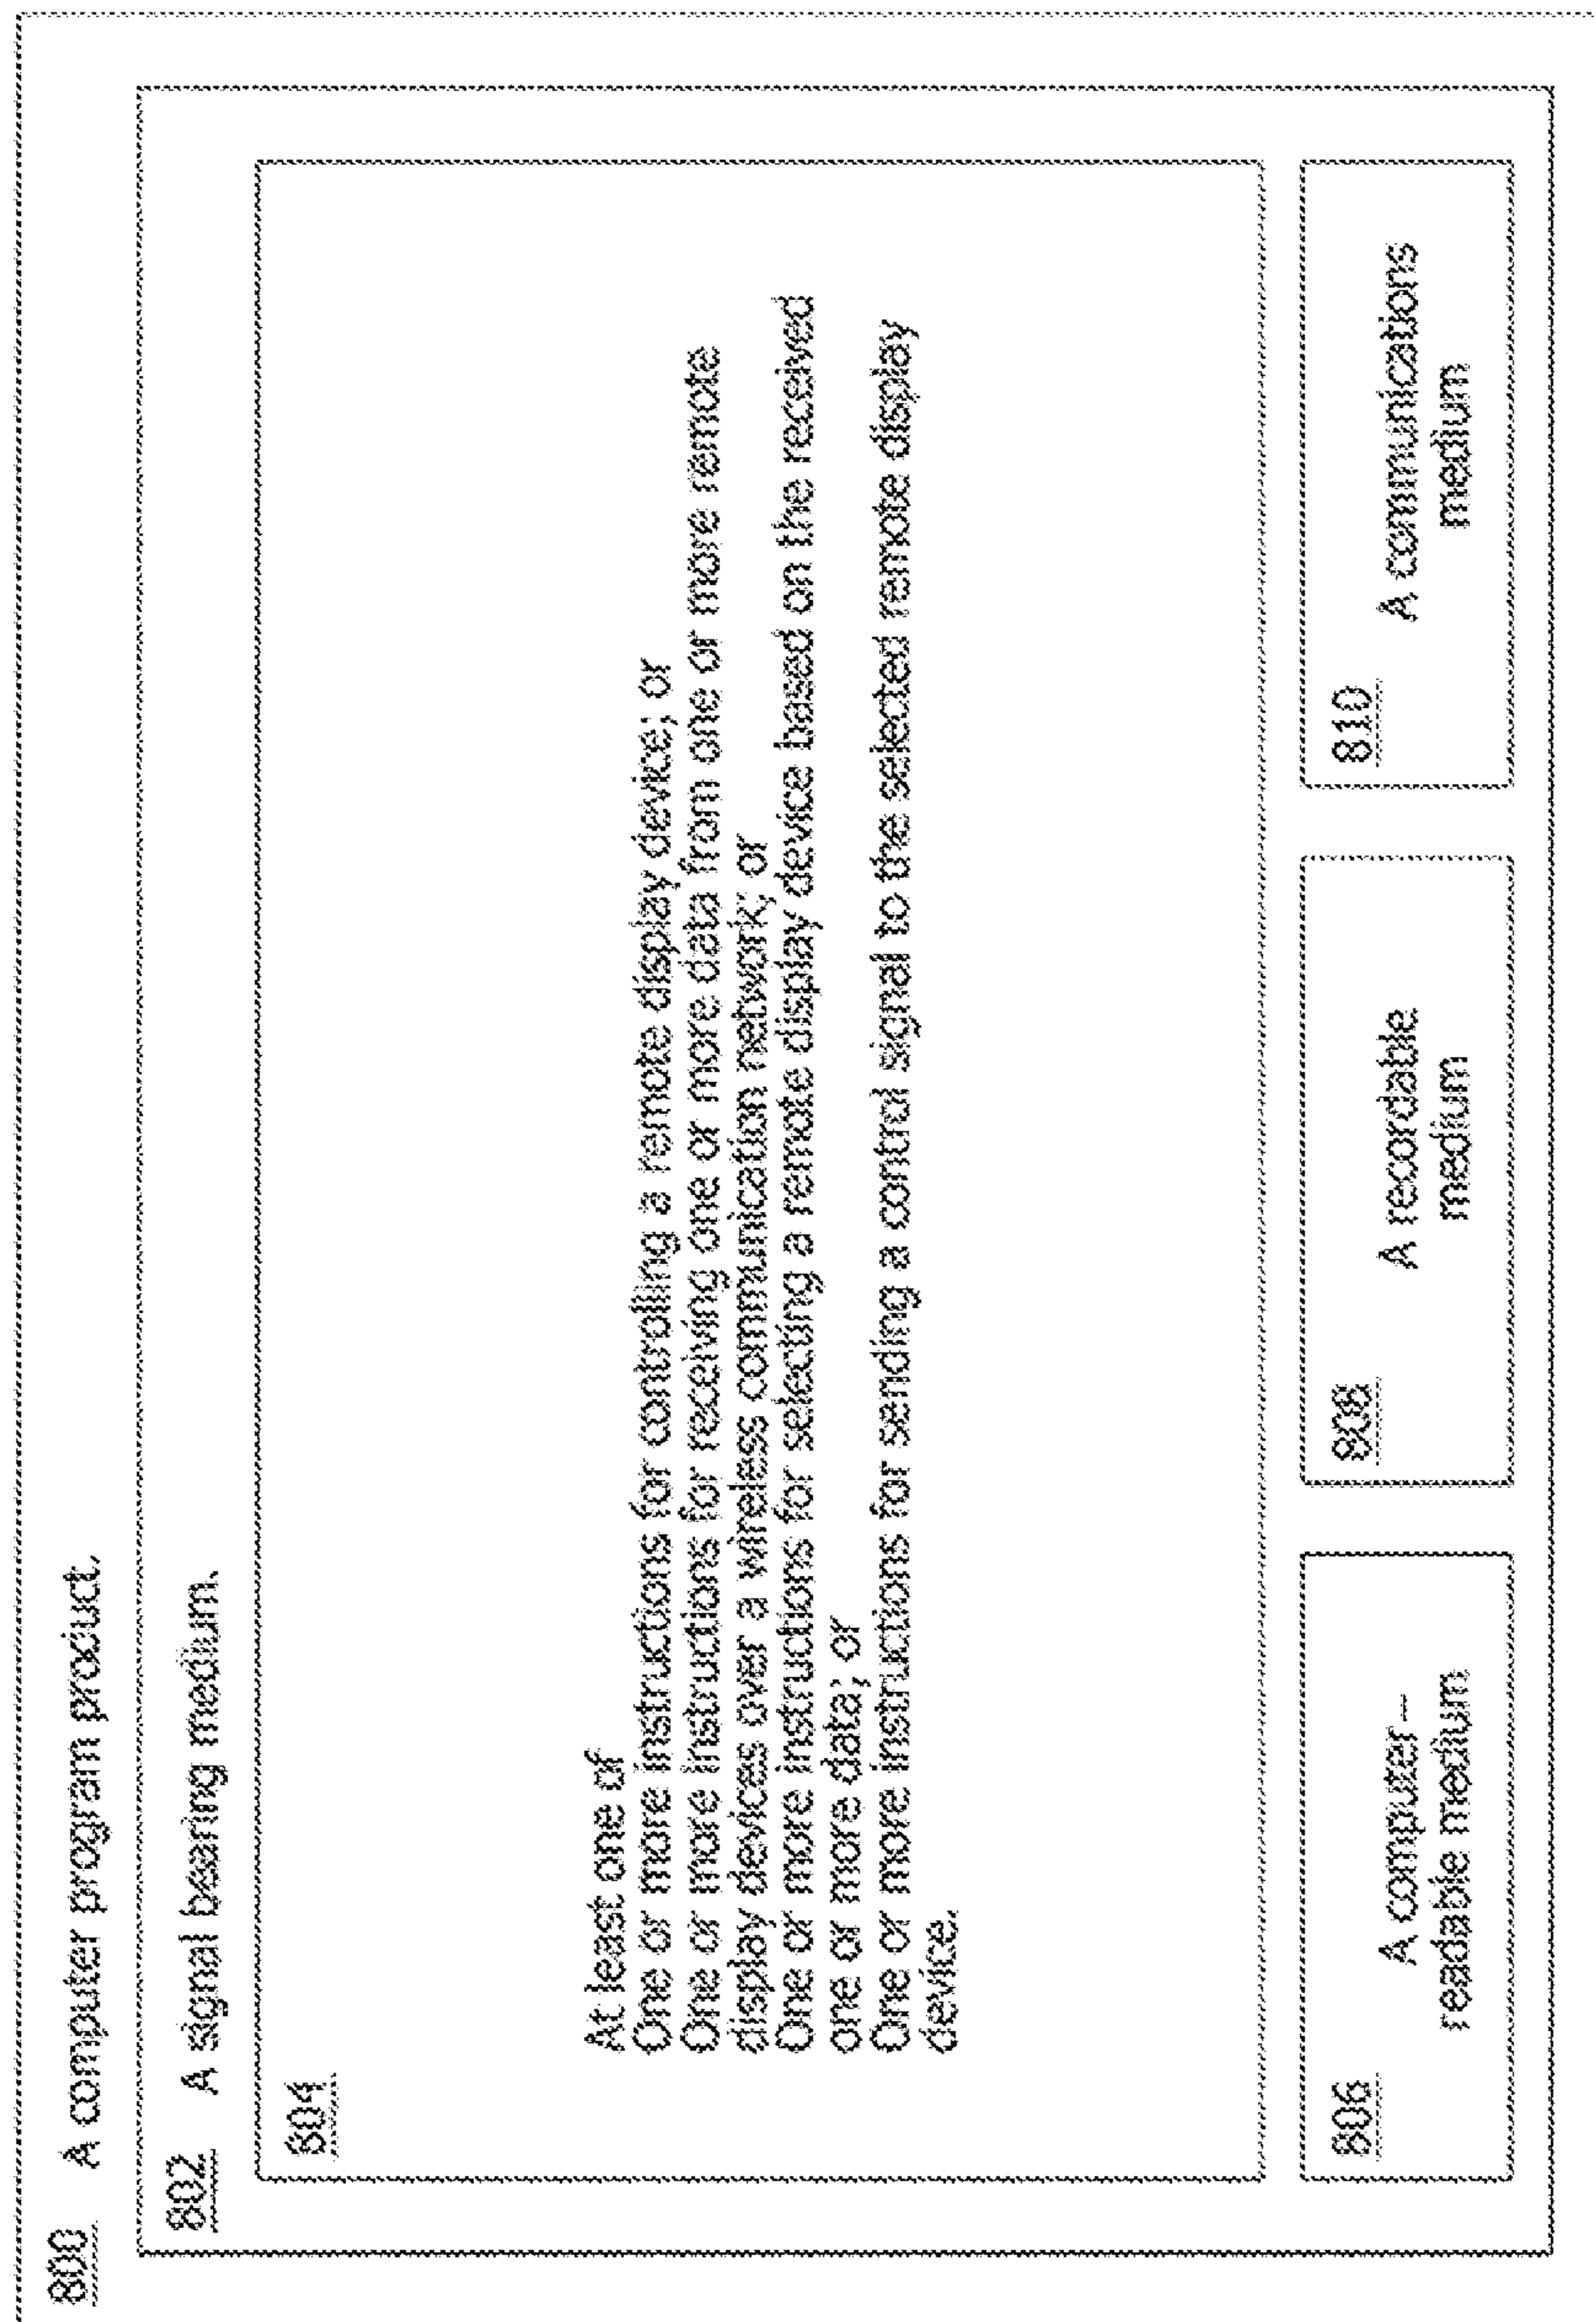 800 A computer program product.
802 A signal bearing medium.
804
At least one of
One or more instructions for controlling a remote display device; or
One or more instructions for receiving one or more data from one or more remote
display devices over a wireless communication network; or
One or more instructions for selecting a remote display device based on the received
one or more data; or
One or more instructions for sending a control signal to the selected remote display
device.
806 A computer–
readable medium
808 A recordable
medium
810 A communications
medium